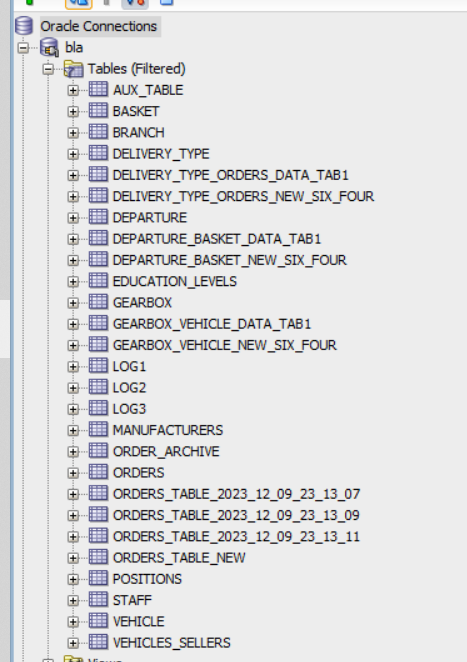 Oracle Connections
bla
Tables (Filtered)
AUX_TABLE
BASKET
BRANCH
DELIVERY_TYPE
DELIVERY_TYPE_ORDERS_DATA_TAB1
DELIVERY_TYPE_ORDERS_NEW_SIX_FOUR
DEPARTURE
DEPARTURE_BASKET_DATA_TAB1
DEPARTURE_BASKET_NEW_SIX_FOUR
EDUCATION_LEVELS
GEARBOX
GEARBOX_VEHICLE_DATA_TAB1
GEARBOX_VEHICLE_NEW_SIX_FOUR
LOG1
LOG2
LOG3
MANUFACTURERS
ORDER_ARCHIVE
ORDERS
ORDERS_TABLE_2023_12_09_23_13_07
ORDERS_TABLE_2023_12_09_23_13_09
ORDERS_TABLE_2023_12_09_23_13_11
ORDERS_TABLE_NEW
POSITIONS
STAFF
VEHICLE
VEHICLES_SELLERS